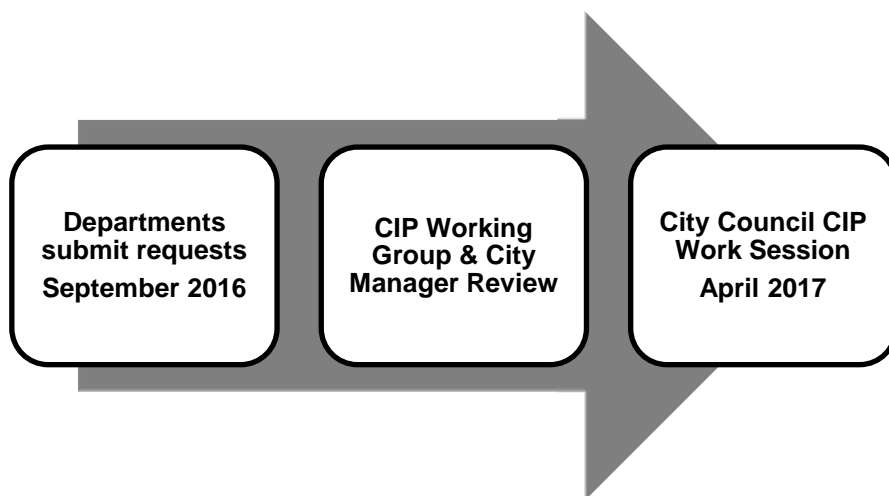 Departments
submit requests
September 2016
CIP Working
Group & City
Manager Review
City Council CIP
Work Session
April 2017